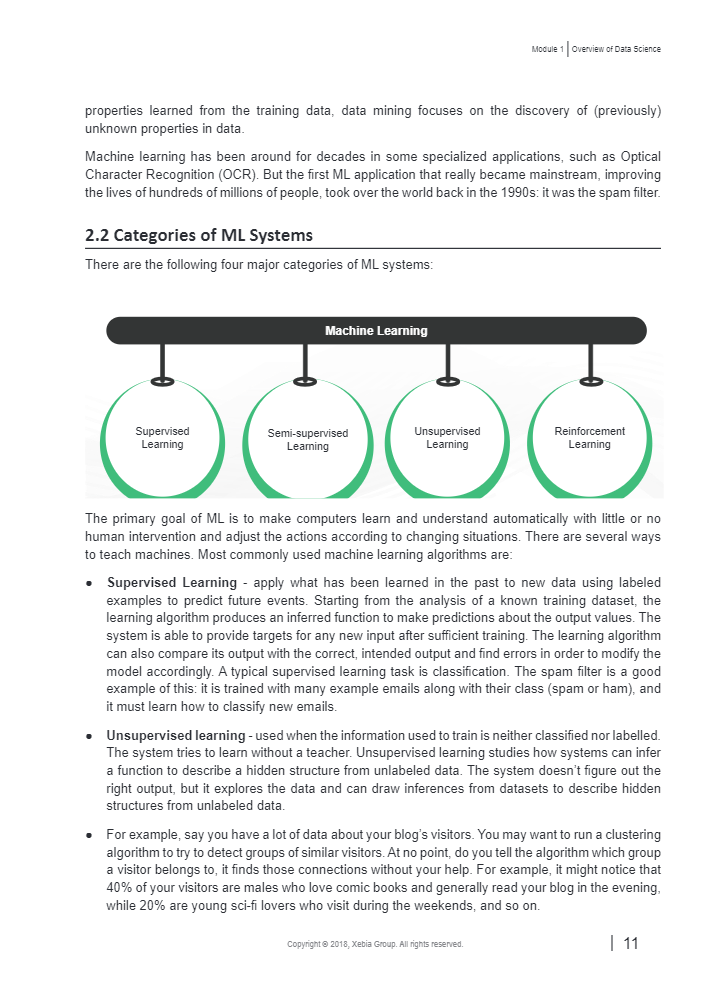 Module 1 | Overview of Data Science
properties learned from the training data, data mining focuses on the discovery of (previously)
unknown properties in data.
Machine learning has been around for decades in some specialized applications, such as Optical
Character Recognition (OCR). But the first ML application that really became mainstream, improving
the lives of hundreds of millions of people, took over the world back in the 1990s: it was the spam filter.
2.2 Categories of ML Systems
There are the following four major categories of ML systems:
Machine Learning
Supervised
Learning
Semi-supervised
Learning
Unsupervised
Learning
Reinforcement
Learning
The primary goal of ML is to make computers learn and understand automatically with little or no
human intervention and adjust the actions according to changing situations. There are several ways
to teach machines. Most commonly used machine learning algorithms are:
● Supervised Learning - apply what has been learned in the past to new data using labeled
examples to predict future events. Starting from the analysis of a known training dataset, the
learning algorithm produces an inferred function to make predictions about the output values. The
system is able to provide targets for any new input after sufficient training. The learning algorithm
can also compare its output with the correct, intended output and find errors in order to modify the
model accordingly. A typical supervised learning task is classification. The spam filter is a good
example of this: it is trained with many example emails along with their class (spam or ham), and
it must learn how to classify new emails.
● Unsupervised learning - used when the information used to train is neither classified nor labelled.
The system tries to learn without a teacher. Unsupervised learning studies how systems can infer
a function to describe a hidden structure from unlabeled data. The system doesn't figure out the
right output, but it explores the data and can draw inferences from datasets to describe hidden
structures from unlabeled data.
● For example, say you have a lot of data about your blog's visitors. You may want to run a clustering
algorithm to try to detect groups of similar visitors. At no point, do you tell the algorithm which group
a visitor belongs to, it finds those connections without your help. For example, it might notice that
40% of your visitors are males who love comic books and generally read your blog in the evening,
while 20% are young sci-fi lovers who visit during the weekends, and so on.
Copyright © 2018, Xebia Group. All rights reserved.
| 11